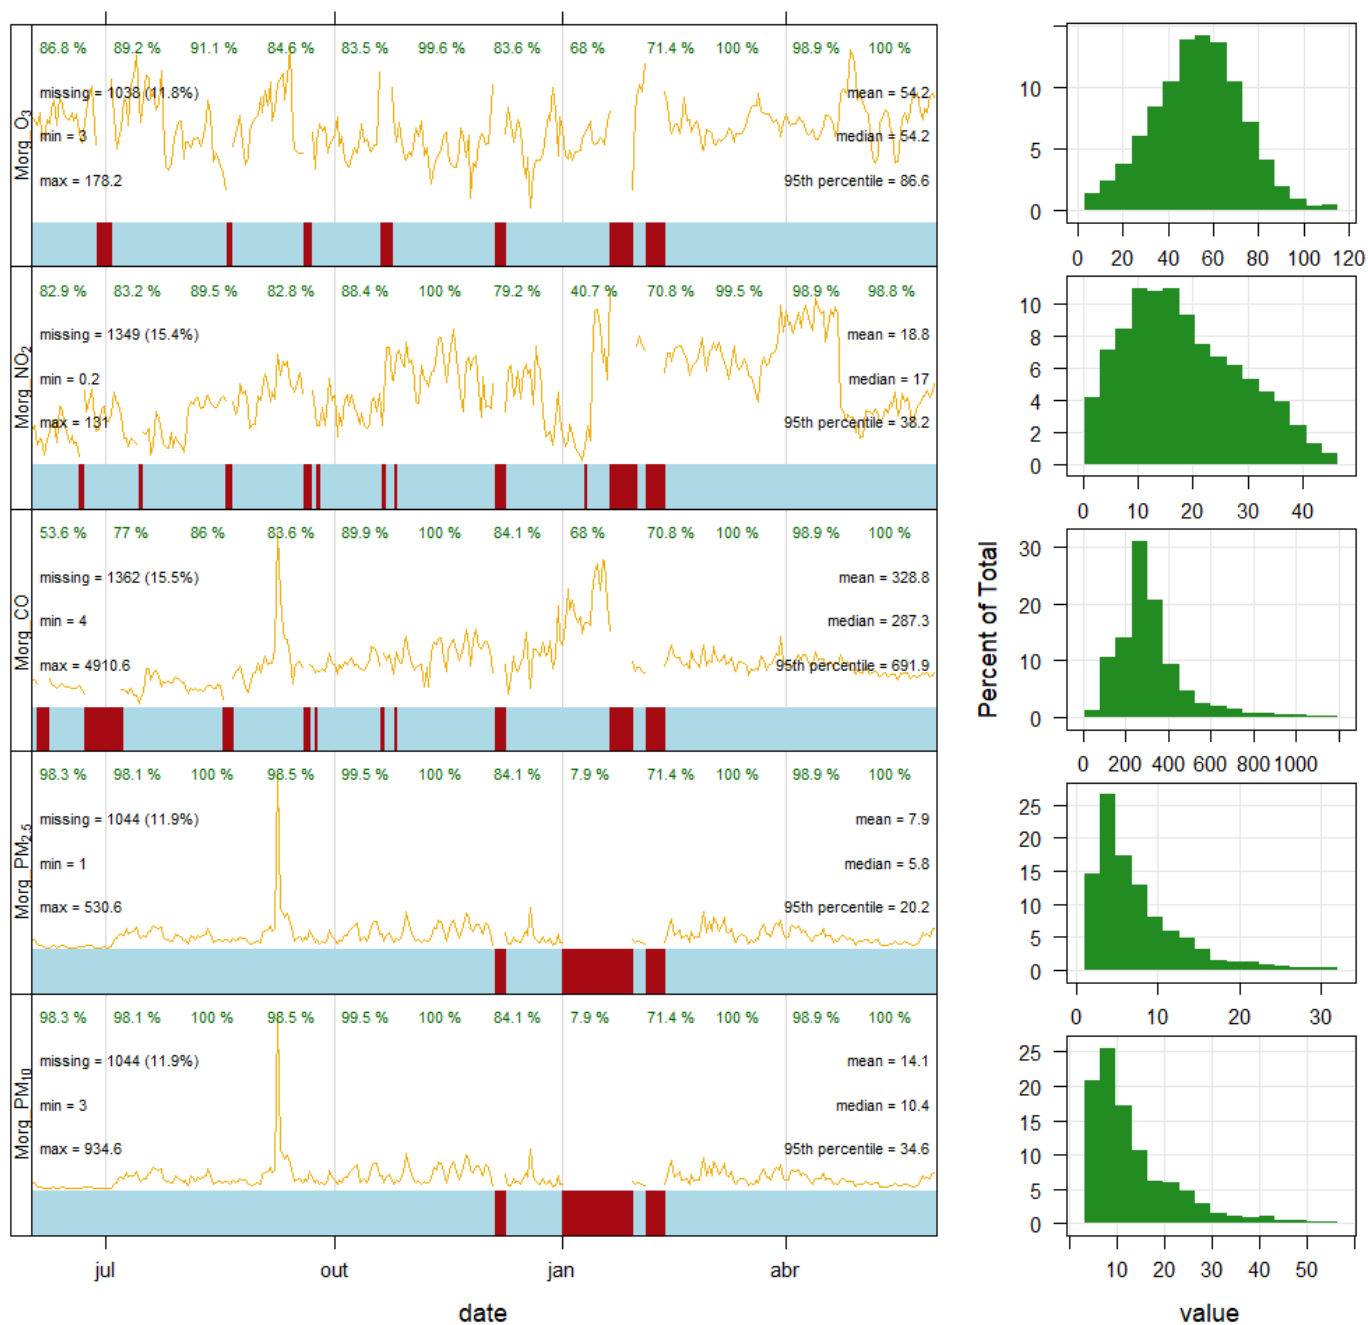 86.8 % 89.2 % 91.1 % 84.6 % 83.5 % 99.6 % 83.6 % 68 % 71.4 % 100 % 98.9 % 100 %
missing = 1038 (11.8%) mean = 54.2
min = 3 median = 54.2
max = 178.2 95th percentile = 86.6
Morg_O₃
82.9 % 83.2 % 89.5 % 82.8 % 88.4 % 100 % 79.2 % 40.7 % 70.8 % 99.5 % 98.9 % 98.8 %
missing = 1349 (15.4%) mean = 18.8
min = 0.2 median = 17
max = 131 95th percentile = 38.2
Morg_NO₂
53.6 % 77 % 86 % 83.6 % 89.9 % 100 % 84.1 % 68 % 70.8 % 100 % 98.9 % 100 %
missing = 1362 (15.5%) mean = 328.8
min = 4 median = 287.3
max = 4910.6 95th percentile = 691.9
Morg_CO
98.3 % 98.1 % 100 % 98.5 % 99.5 % 100 % 84.1 % 7.9 % 71.4 % 100 % 98.9 % 100 %
missing = 1044 (11.9%) mean = 7.9
min = 1 median = 5.8
max = 530.6 95th percentile = 20.2
Morg_PM₂.₅
98.3 % 98.1 % 100 % 98.5 % 99.5 % 100 % 84.1 % 7.9 % 71.4 % 100 % 98.9 % 100 %
missing = 1044 (11.9%) mean = 14.1
min = 3 median = 10.4
max = 934.6 95th percentile = 34.6
Morg_PM₁₀
jul out jan abr
date
10
5
0
0 20 40 60 80 100 120
10
8
6
4
2
0
0 10 20 30 40
30
20
10
0
0 200 400 600 800 1000
25
20
15
10
5
0
0 10 20 30
25
20
15
10
5
0
10 20 30 40 50
Percent of Total
value